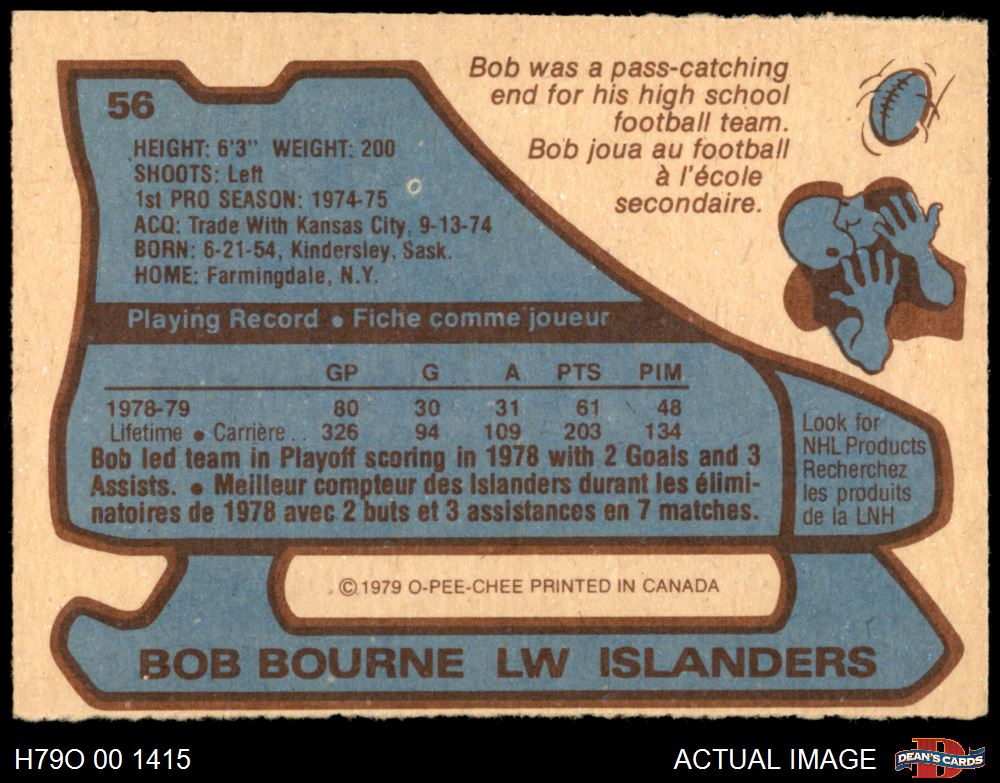 56
Bob was a pass-catching
end for his high school
football team.
Bob joua au football
à l'école
secondaire.
HEIGHT: 6'3" WEIGHT: 200
SHOOTS: Left
1st PRO SEASON: 1974-75
ACQ: Trade With Kansas City, 9-13-74
BORN: 6-21-54, Kindersley, Sask.
HOME: Farmingdale, N.Y.
Playing Record • Fiche comme joueur
GP G A PTS PIM
1978-79 80 30 31 61 48
Lifetime • Carrière . . 326 94 109 203 134
Bob led team in Playoff scoring in 1978 with 2 Goals and 3
Assists. • Meilleur compteur des Islanders durant les élimi-
natoires de 1978 avec 2 buts et 3 assistances en 7 matches.
Look for
NHL Products
Recherchez
les produits
de la LNH
©1979 O-PEE-CHEE PRINTED IN CANADA
BOB BOURNE LW ISLANDERS
H79O 00 1415
ACTUAL IMAGE
D
DEAN'S CARDS